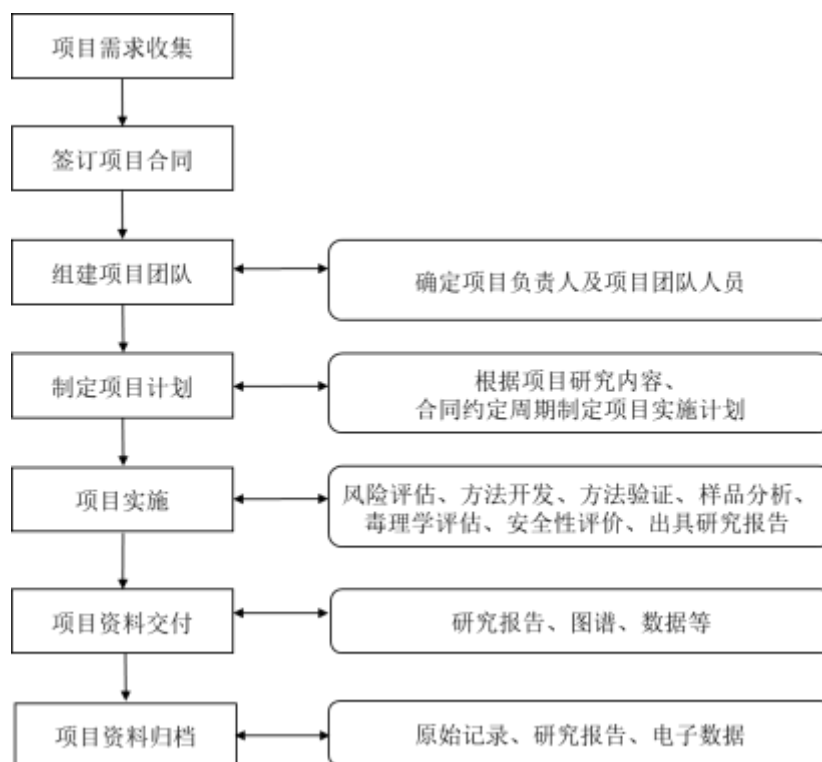 项目需求收集
签订项目合同
组建项目团队
确定项目负责人及项目团队人员
制定项目计划
根据项目研究内容、
合同约定周期制定项目实施计划
项目实施
风险评估、方法开发、方法验证、样品分析、
毒理学评估、安全性评价、出具研究报告
项目资料交付
研究报告、图谱、数据等
项目资料归档
原始记录、研究报告、电子数据